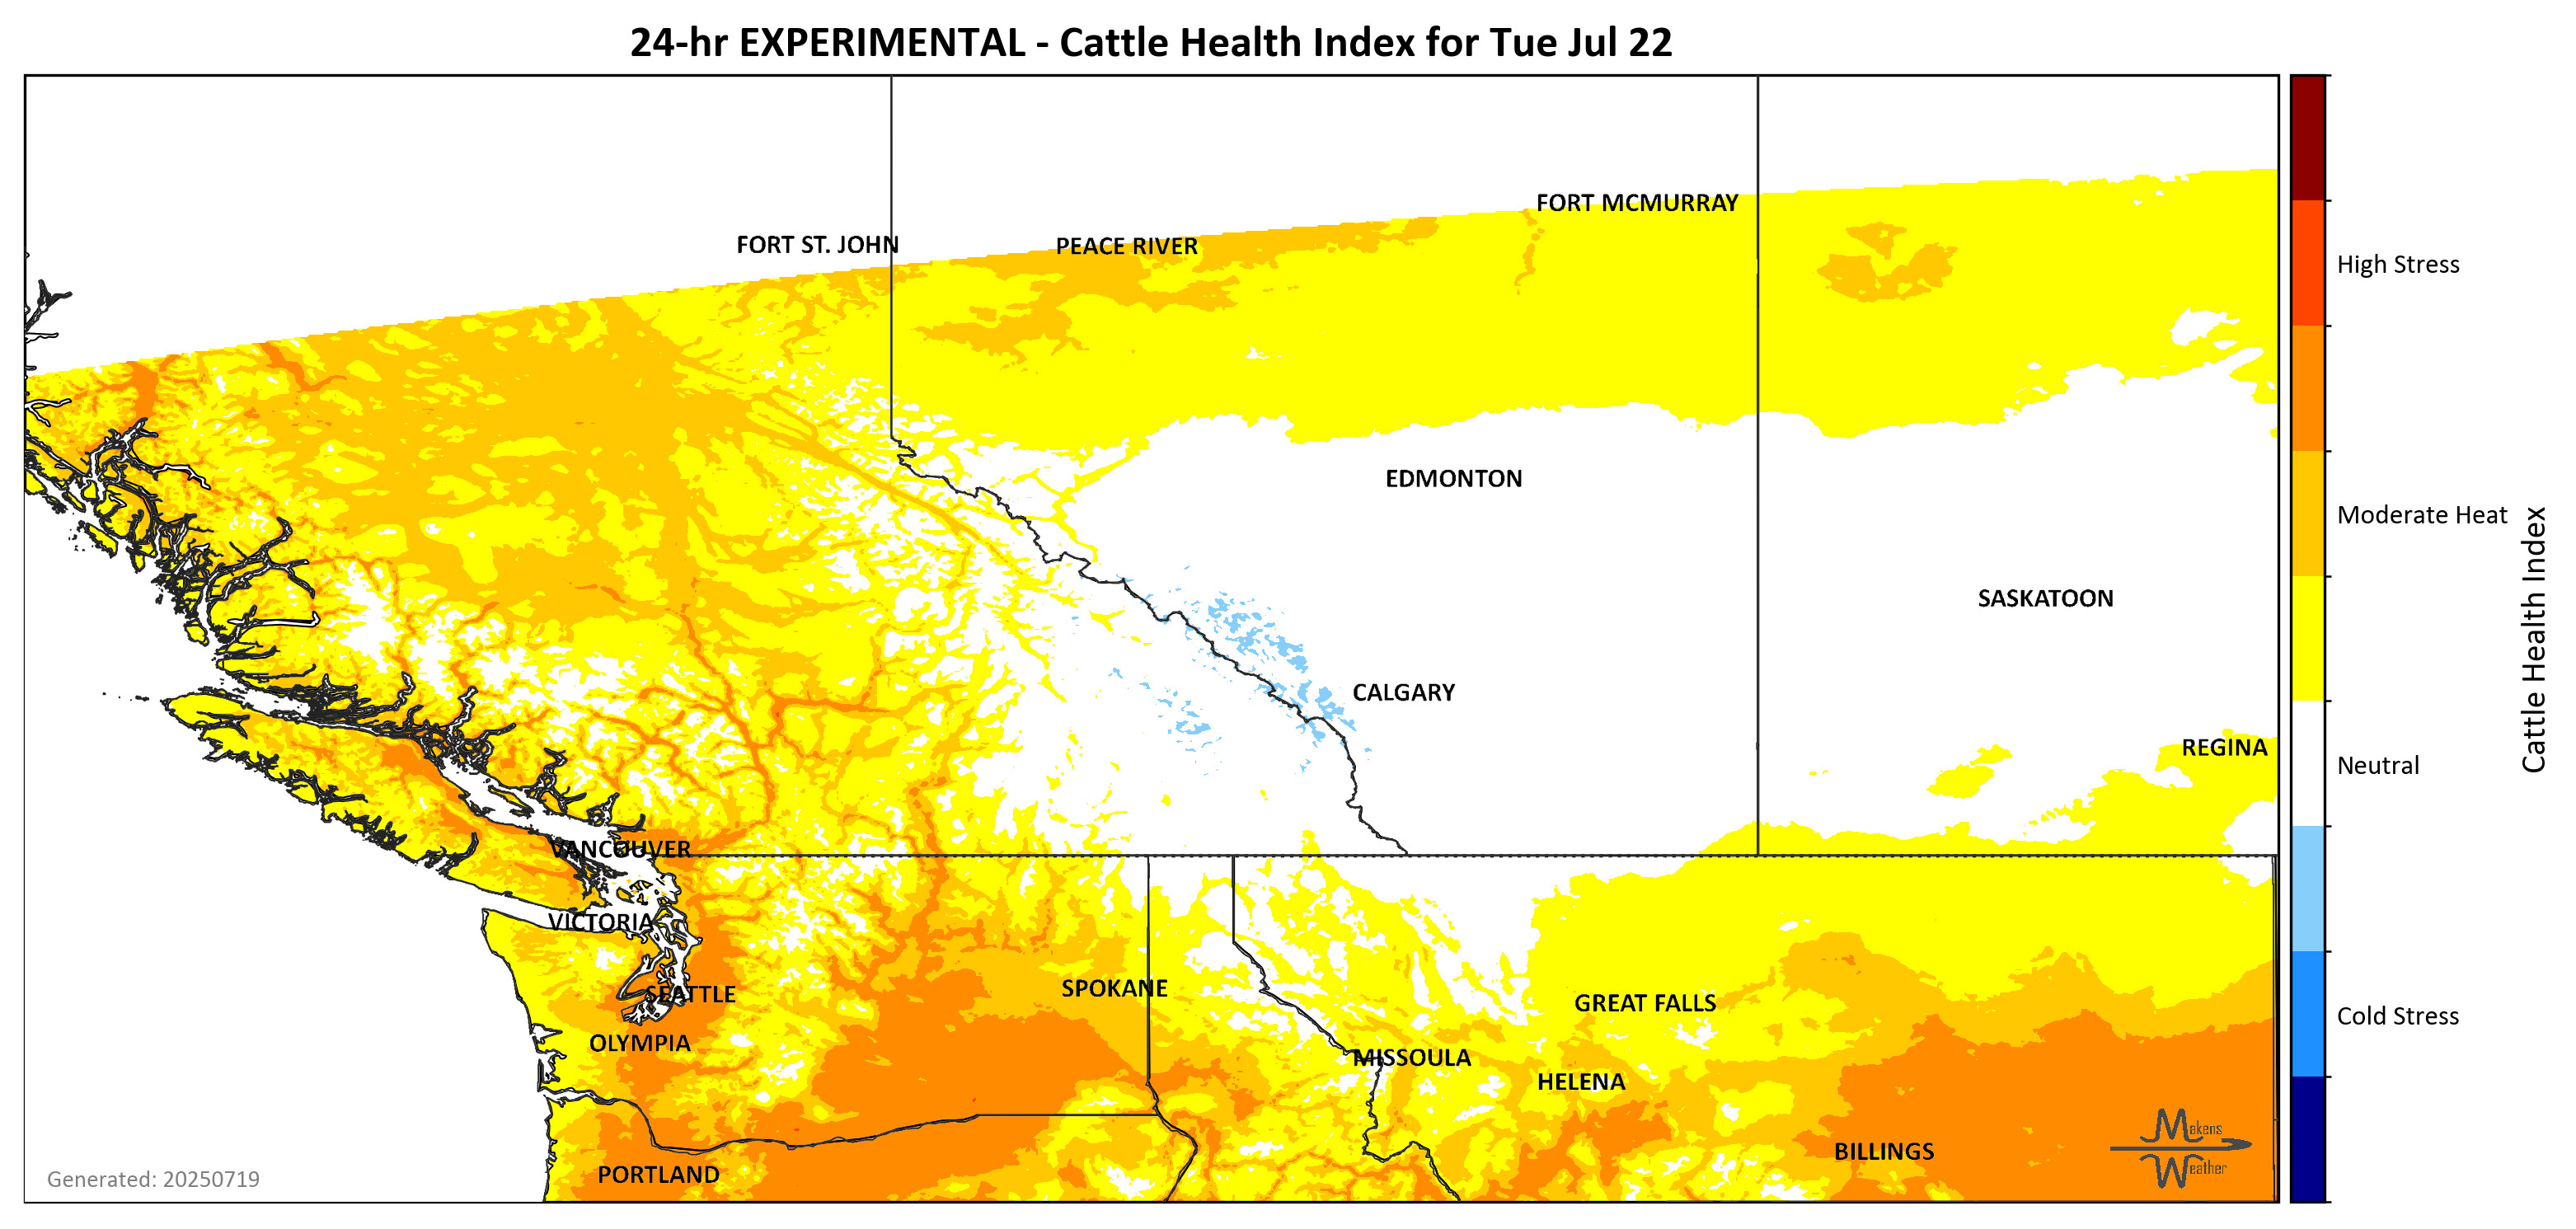 24-hr EXPERIMENTAL - Cattle Health Index for Tue Jul 22
FORT MCMURRAY
FORT ST. JOHN
PEACE RIVER
High Stress
EDMONTON
Moderate Heat
SASKATOON
Cattle Health Index
CALGARY
REGINA
Neutral
VANCOUVER
VICTORIA
SPOKANE
SEATTLE
GREAT FALLS
Cold Stress
OLYMPIA
MISSOULA
HELENA
Makens
Weather
BILLINGS
PORTLAND
Generated: 20250719